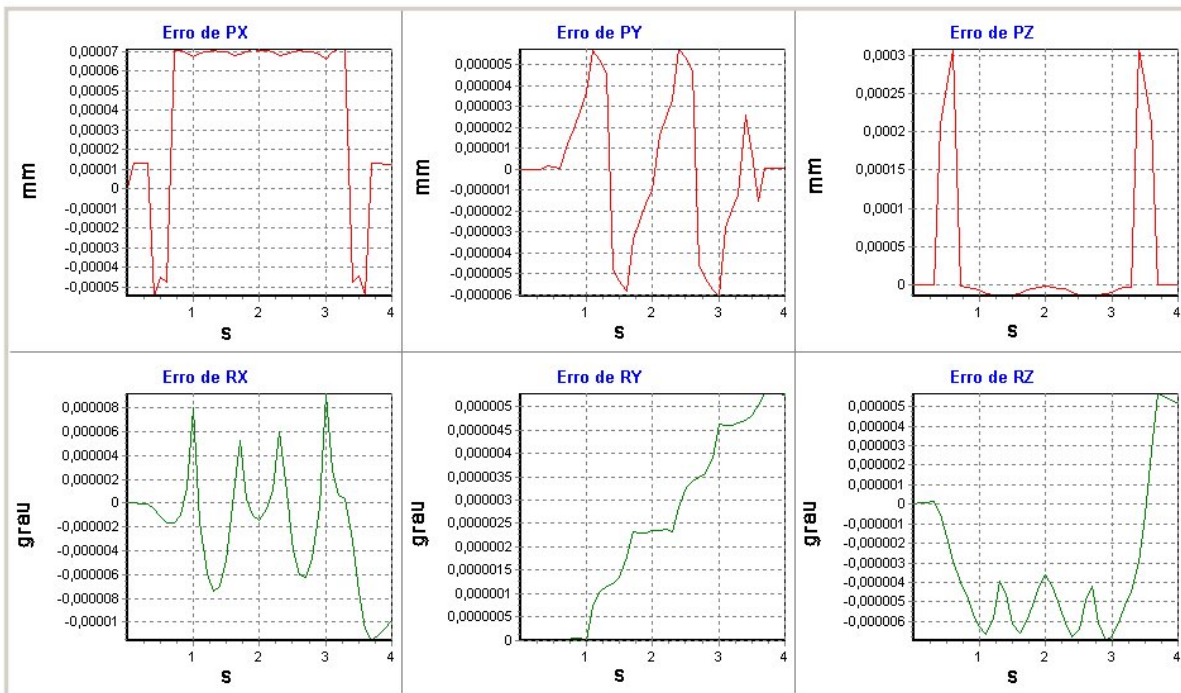 Erro de PX
0,00007
0,00006
0,00005
0,00004
0,00003
0,00002
0,00001
0
-0,00001
-0,00002
-0,00003
-0,00004
-0,00005
mm
1 2 3 4
s
Erro de PY
0,000005
0,000004
0,000003
0,000002
0,000001
0
-0,000001
-0,000002
-0,000003
-0,000004
-0,000005
-0,000006
mm
1 2 3 4
s
Erro de PZ
0,0003
0,00025
0,0002
0,00015
0,0001
0,00005
0
mm
1 2 3 4
s
Erro de RX
0,000008
0,000006
0,000004
0,000002
0
-0,000002
-0,000004
-0,000006
-0,000008
-0,00001
grau
1 2 3 4
s
Erro de RY
0,000005
0,0000045
0,000004
0,0000035
0,000003
0,0000025
0,000002
0,0000015
0,000001
0,0000005
0
grau
1 2 3 4
s
Erro de RZ
0,000005
0,000004
0,000003
0,000002
0,000001
0
-0,000001
-0,000002
-0,000003
-0,000004
-0,000005
-0,000006
grau
1 2 3 4
s